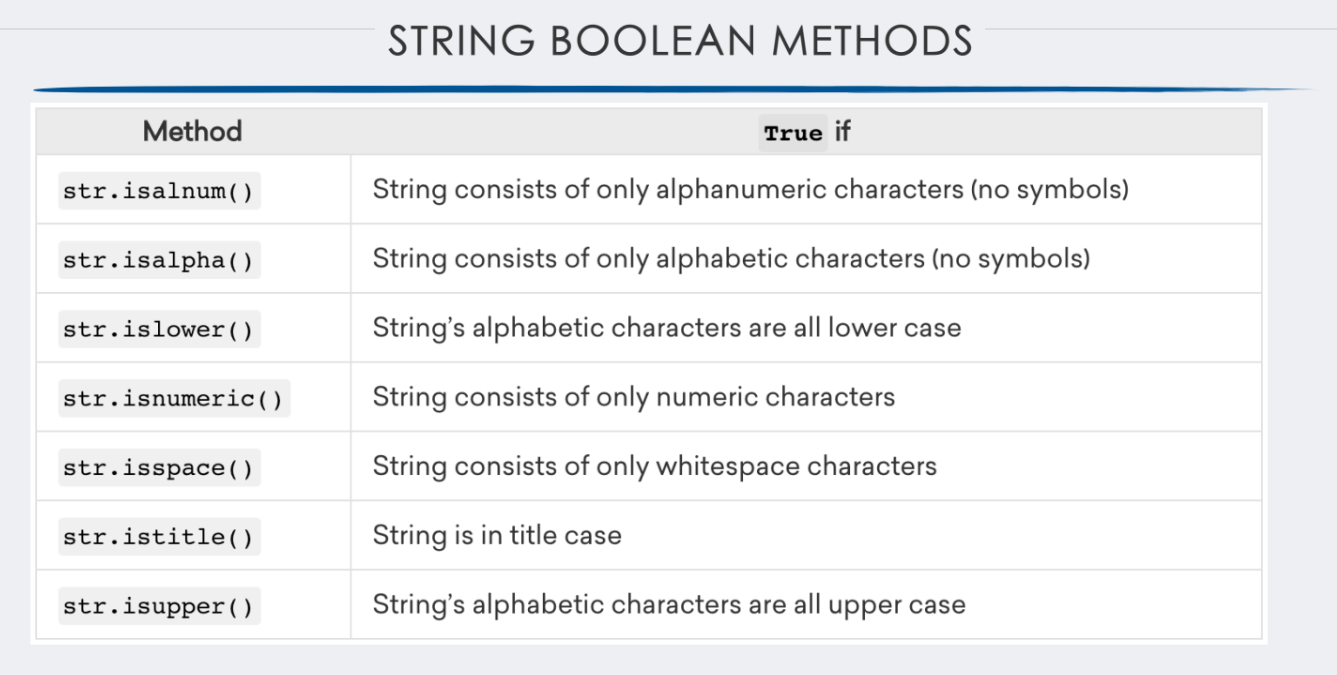 STRING BOOLEAN METHODS
Method True if
str.isalnum() String consists of only alphanumeric characters (no symbols)
str.isalpha() String consists of only alphabetic characters (no symbols)
str.islower() String’s alphabetic characters are all lower case
str.isnumeric() String consists of only numeric characters
str.isspace() String consists of only whitespace characters
str.istitle() String is in title case
str.isupper() String’s alphabetic characters are all upper case